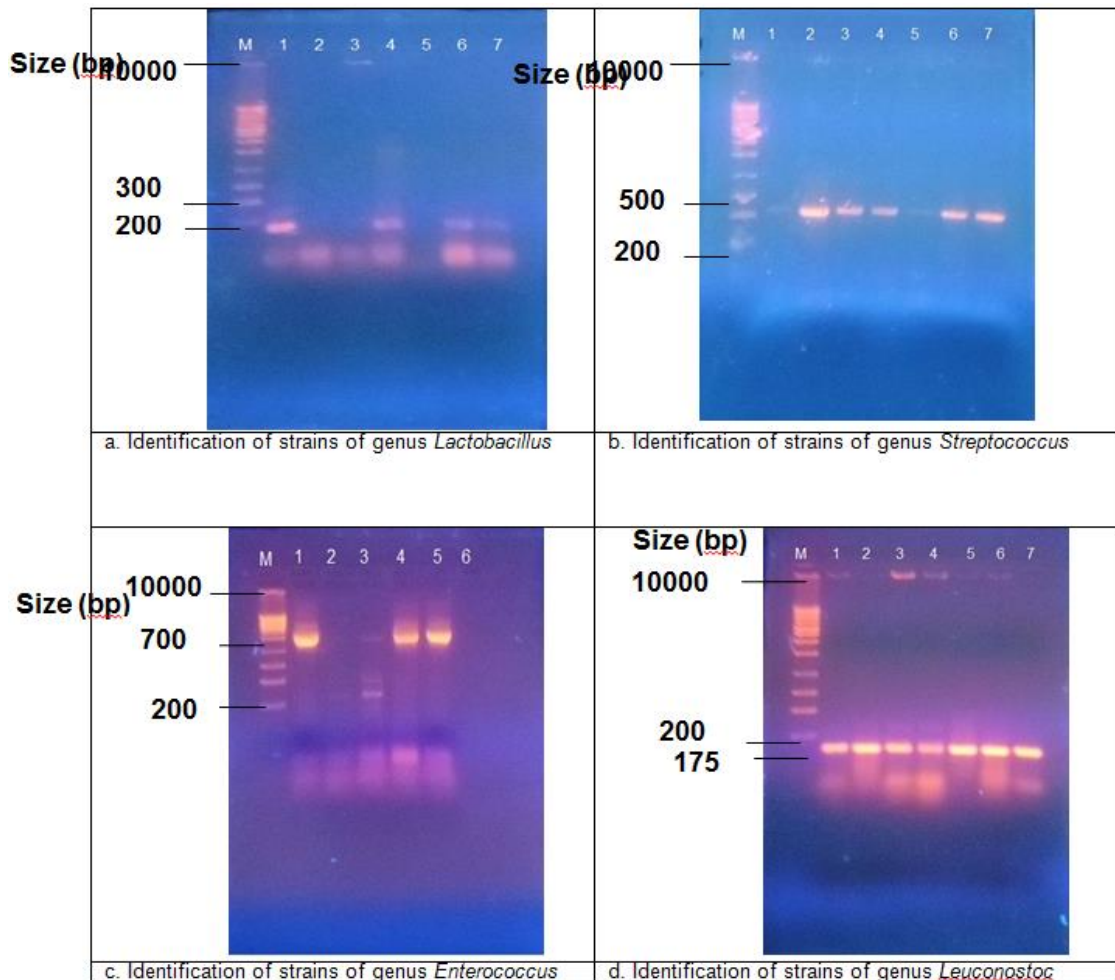 M 1 2 3 4 5 6 7
Size (bp)
10000
300
200
a. Identification of strains of genus Lactobacillus
M 1 2 3 4 5 6 7
Size (bp)
10000
500
200
b. Identification of strains of genus Streptococcus
M 1 2 3 4 5 6
10000
Size (bp)
700
200
c. Identification of strains of genus Enterococcus
Size (bp)
M 1 2 3 4 5 6 7
10000
200
175
d. Identification of strains of genus Leuconostoc